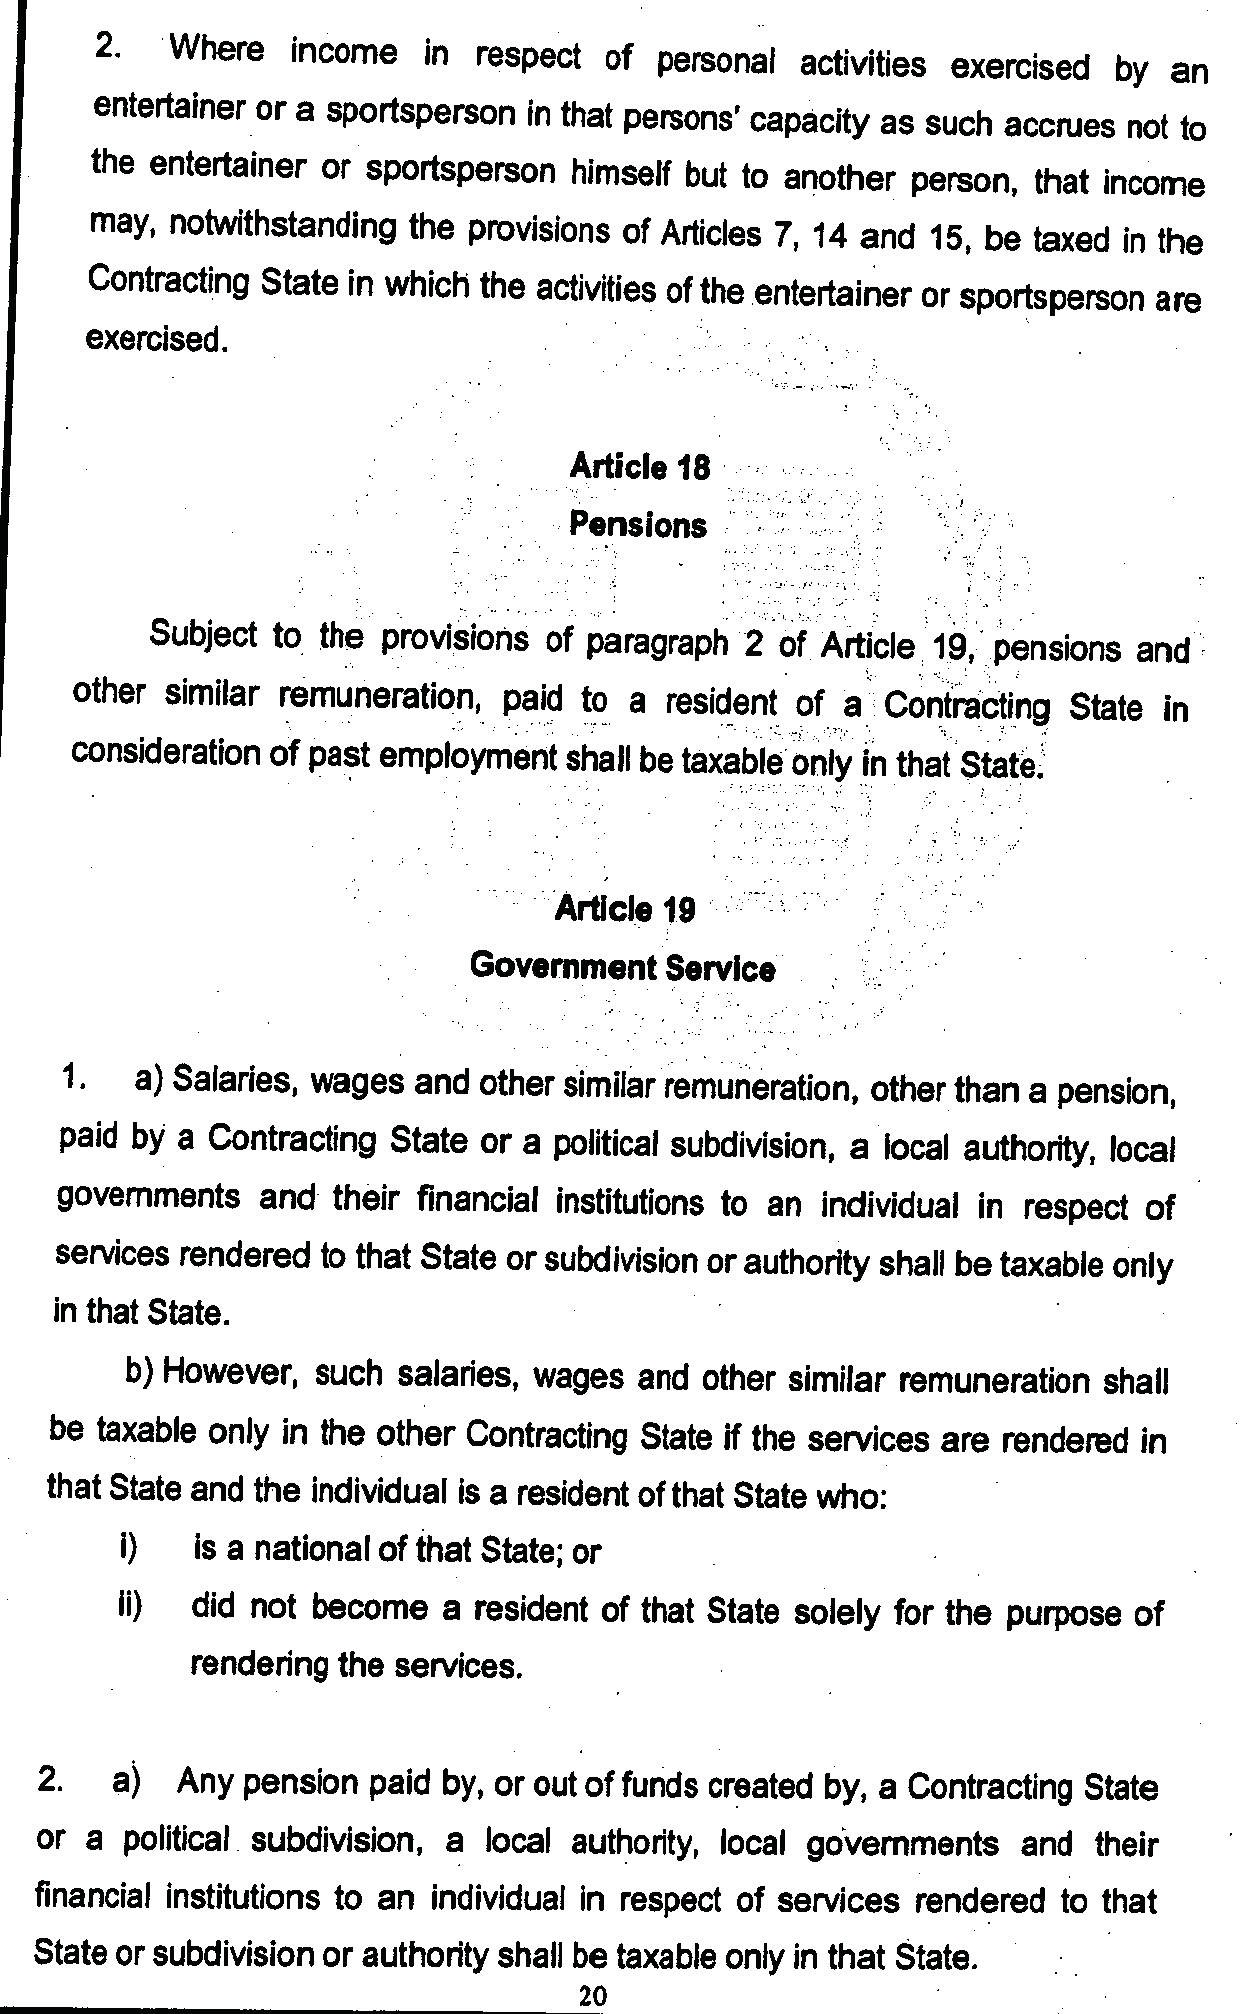 2. Where income in respect of personal activities exercised by an
entertainer or a sportsperson in that persons' capacity as such accrues not to
the entertainer or sportsperson himself but to another person, that income
may, notwithstanding the provisions of Articles 7, 14 and 15, be taxed in the
Contracting State in which the activities of the entertainer or sportsperson are
exercised.
Article 18
Pensions
Subject to the provisions of paragraph 2 of Article 19, pensions and
other similar remuneration, paid to a resident of a Contracting State in
consideration of past employment shall be taxable only in that State.
Article 19
Government Service
1. a) Salaries, wages and other similar remuneration, other than a pension,
paid by a Contracting State or a political subdivision, a local authority, local
governments and their financial institutions to an individual in respect of
services rendered to that State or subdivision or authority shall be taxable only
in that State.
b) However, such salaries, wages and other similar remuneration shall
be taxable only in the other Contracting State if the services are rendered in
that State and the individual is a resident of that State who:
i) is a national of that State; or
ii) did not become a resident of that State solely for the purpose of
rendering the services.
2. a) Any pension paid by, or out of funds created by, a Contracting State
or a political subdivision, a local authority, local governments and their
financial institutions to an individual in respect of services rendered to that
State or subdivision or authority shall be taxable only in that State.
20